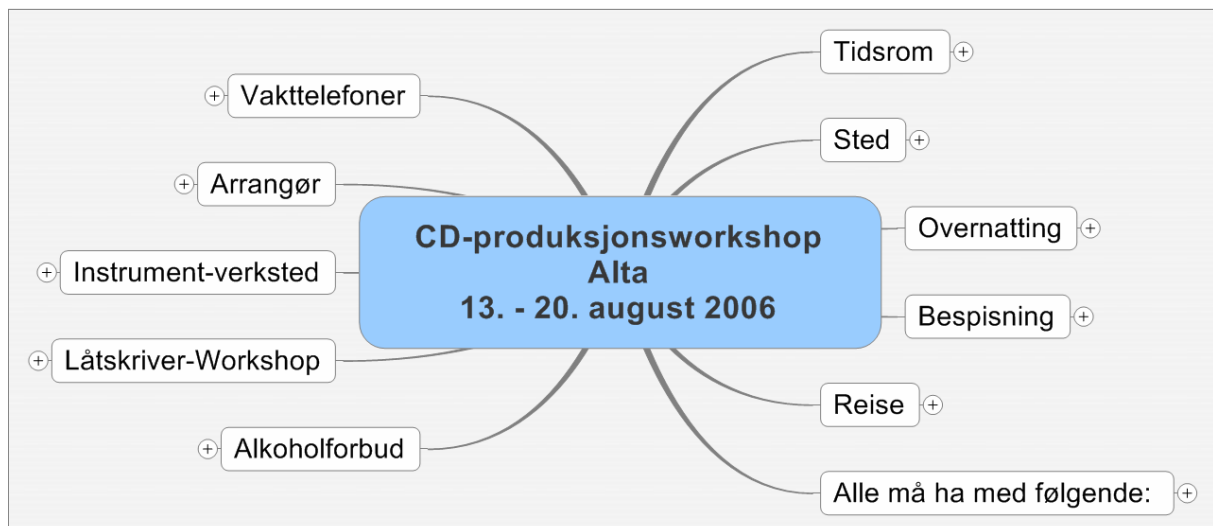 CD-produksjonsworkshop
Alta
13. - 20. august 2006
Tidsrom
Sted
Overnatting
Bespisning
Reise
Alle må ha med følgende:
Vakttelefoner
Arrangør
Instrument-verksted
Låtskriver-Workshop
Alkoholforbud